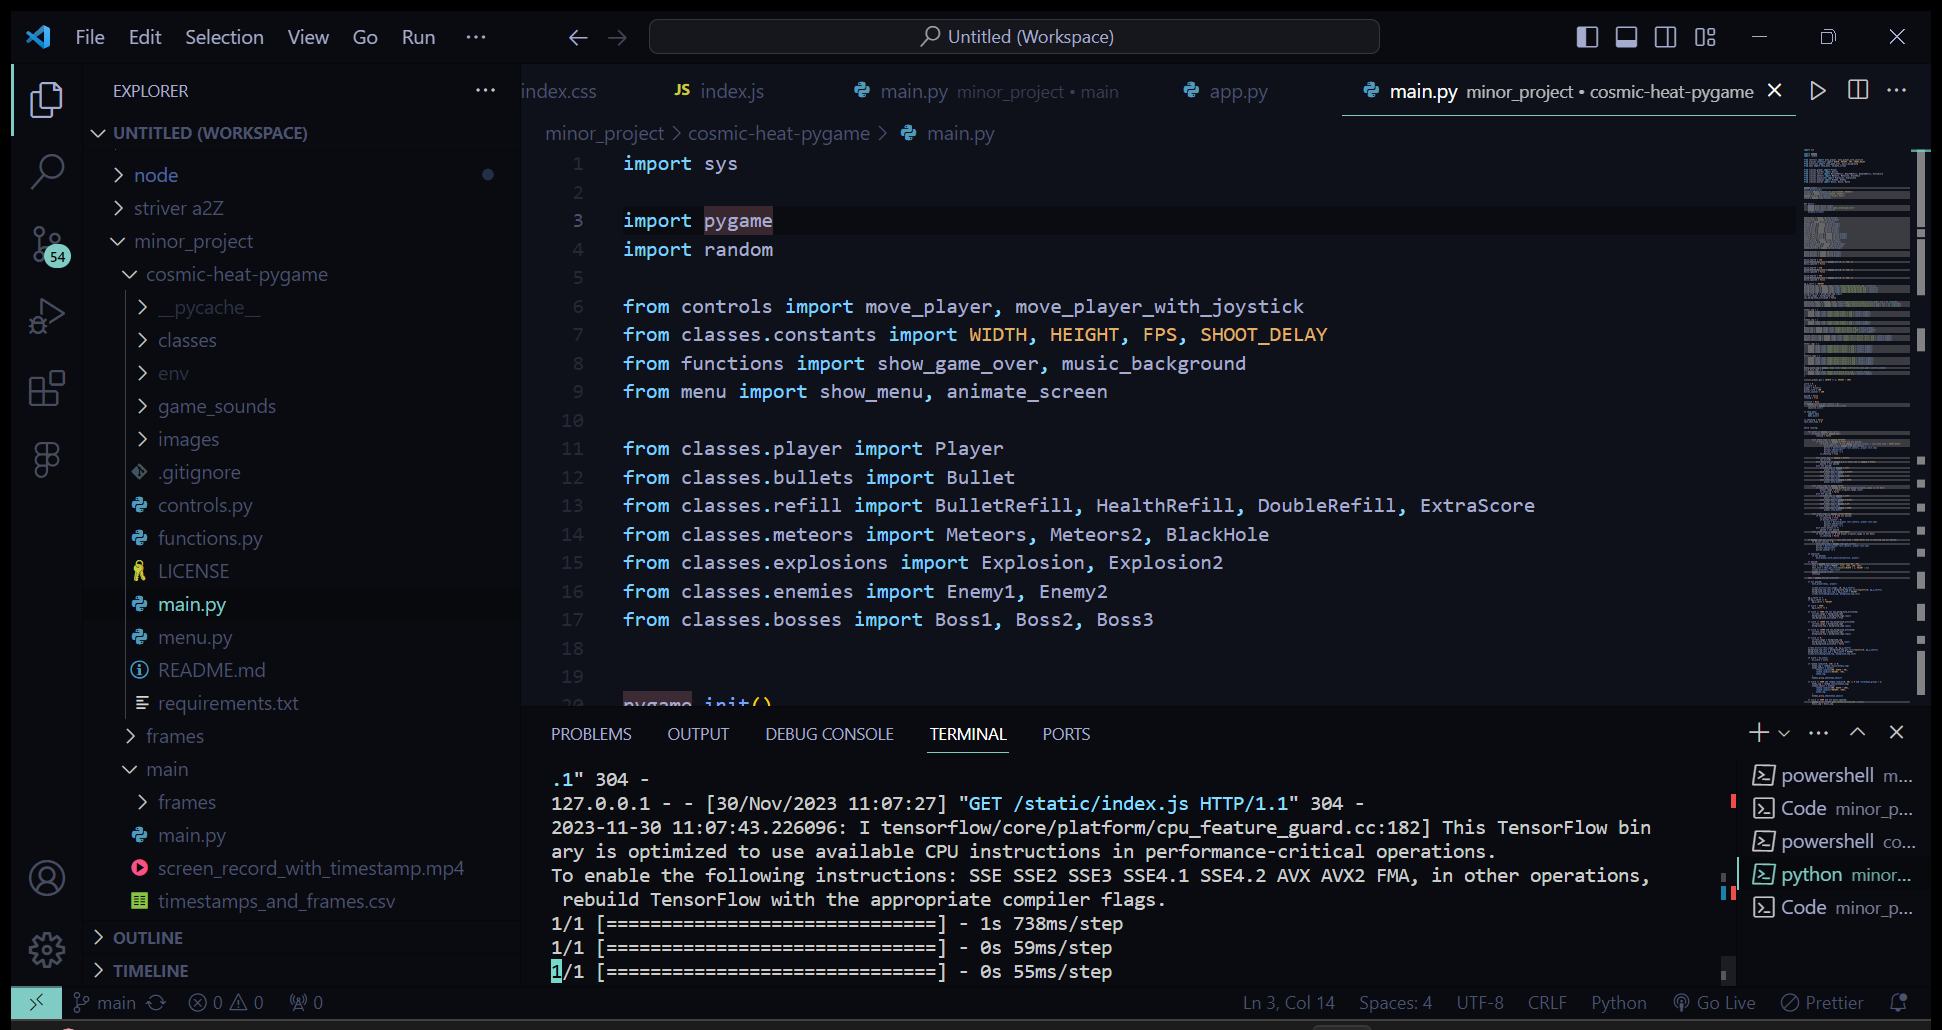 File Edit Selection View Go Run ···
Untitled (Workspace)
EXPLORER ···
UNTITLED (WORKSPACE)
node
striver a2Z
minor_project
cosmic-heat-pygame
__pycache__
classes
env
game_sounds
images
.gitignore
controls.py
functions.py
LICENSE
main.py
menu.py
README.md
requirements.txt
frames
main
frames
main.py
screen_record_with_timestamp.mp4
timestamps_and_frames.csv
OUTLINE
TIMELINE
54
index.css JS index.js main.py minor_project • main app.py main.py minor_project • cosmic-heat-pygame
minor_project > cosmic-heat-pygame > main.py
1 import sys
2
3 import pygame
4 import random
5
6 from controls import move_player, move_player_with_joystick
7 from classes.constants import WIDTH, HEIGHT, FPS, SHOOT_DELAY
8 from functions import show_game_over, music_background
9 from menu import show_menu, animate_screen
10
11 from classes.player import Player
12 from classes.bullets import Bullet
13 from classes.refill import BulletRefill, HealthRefill, DoubleRefill, ExtraScore
14 from classes.meteors import Meteors, Meteors2, BlackHole
15 from classes.explosions import Explosion, Explosion2
16 from classes.enemies import Enemy1, Enemy2
17 from classes.bosses import Boss1, Boss2, Boss3
18
19
20 pygame.init()
PROBLEMS OUTPUT DEBUG CONSOLE TERMINAL PORTS
.1" 304 -
127.0.0.1 - - [30/Nov/2023 11:07:27] "GET /static/index.js HTTP/1.1" 304 -
2023-11-30 11:07:43.226096: I tensorflow/core/platform/cpu_feature_guard.cc:182] This TensorFlow bin
ary is optimized to use available CPU instructions in performance-critical operations.
To enable the following instructions: SSE SSE2 SSE3 SSE4.1 SSE4.2 AVX AVX2 FMA, in other operations,
rebuild TensorFlow with the appropriate compiler flags.
1/1 [==============================] - 1s 738ms/step
1/1 [==============================] - 0s 59ms/step
1/1 [==============================] - 0s 55ms/step
powershell m...
Code minor_p...
powershell co...
python minor...
Code minor_p...
main 0 0 0 Ln 3, Col 14 Spaces: 4 UTF-8 CRLF Python Go Live Prettier